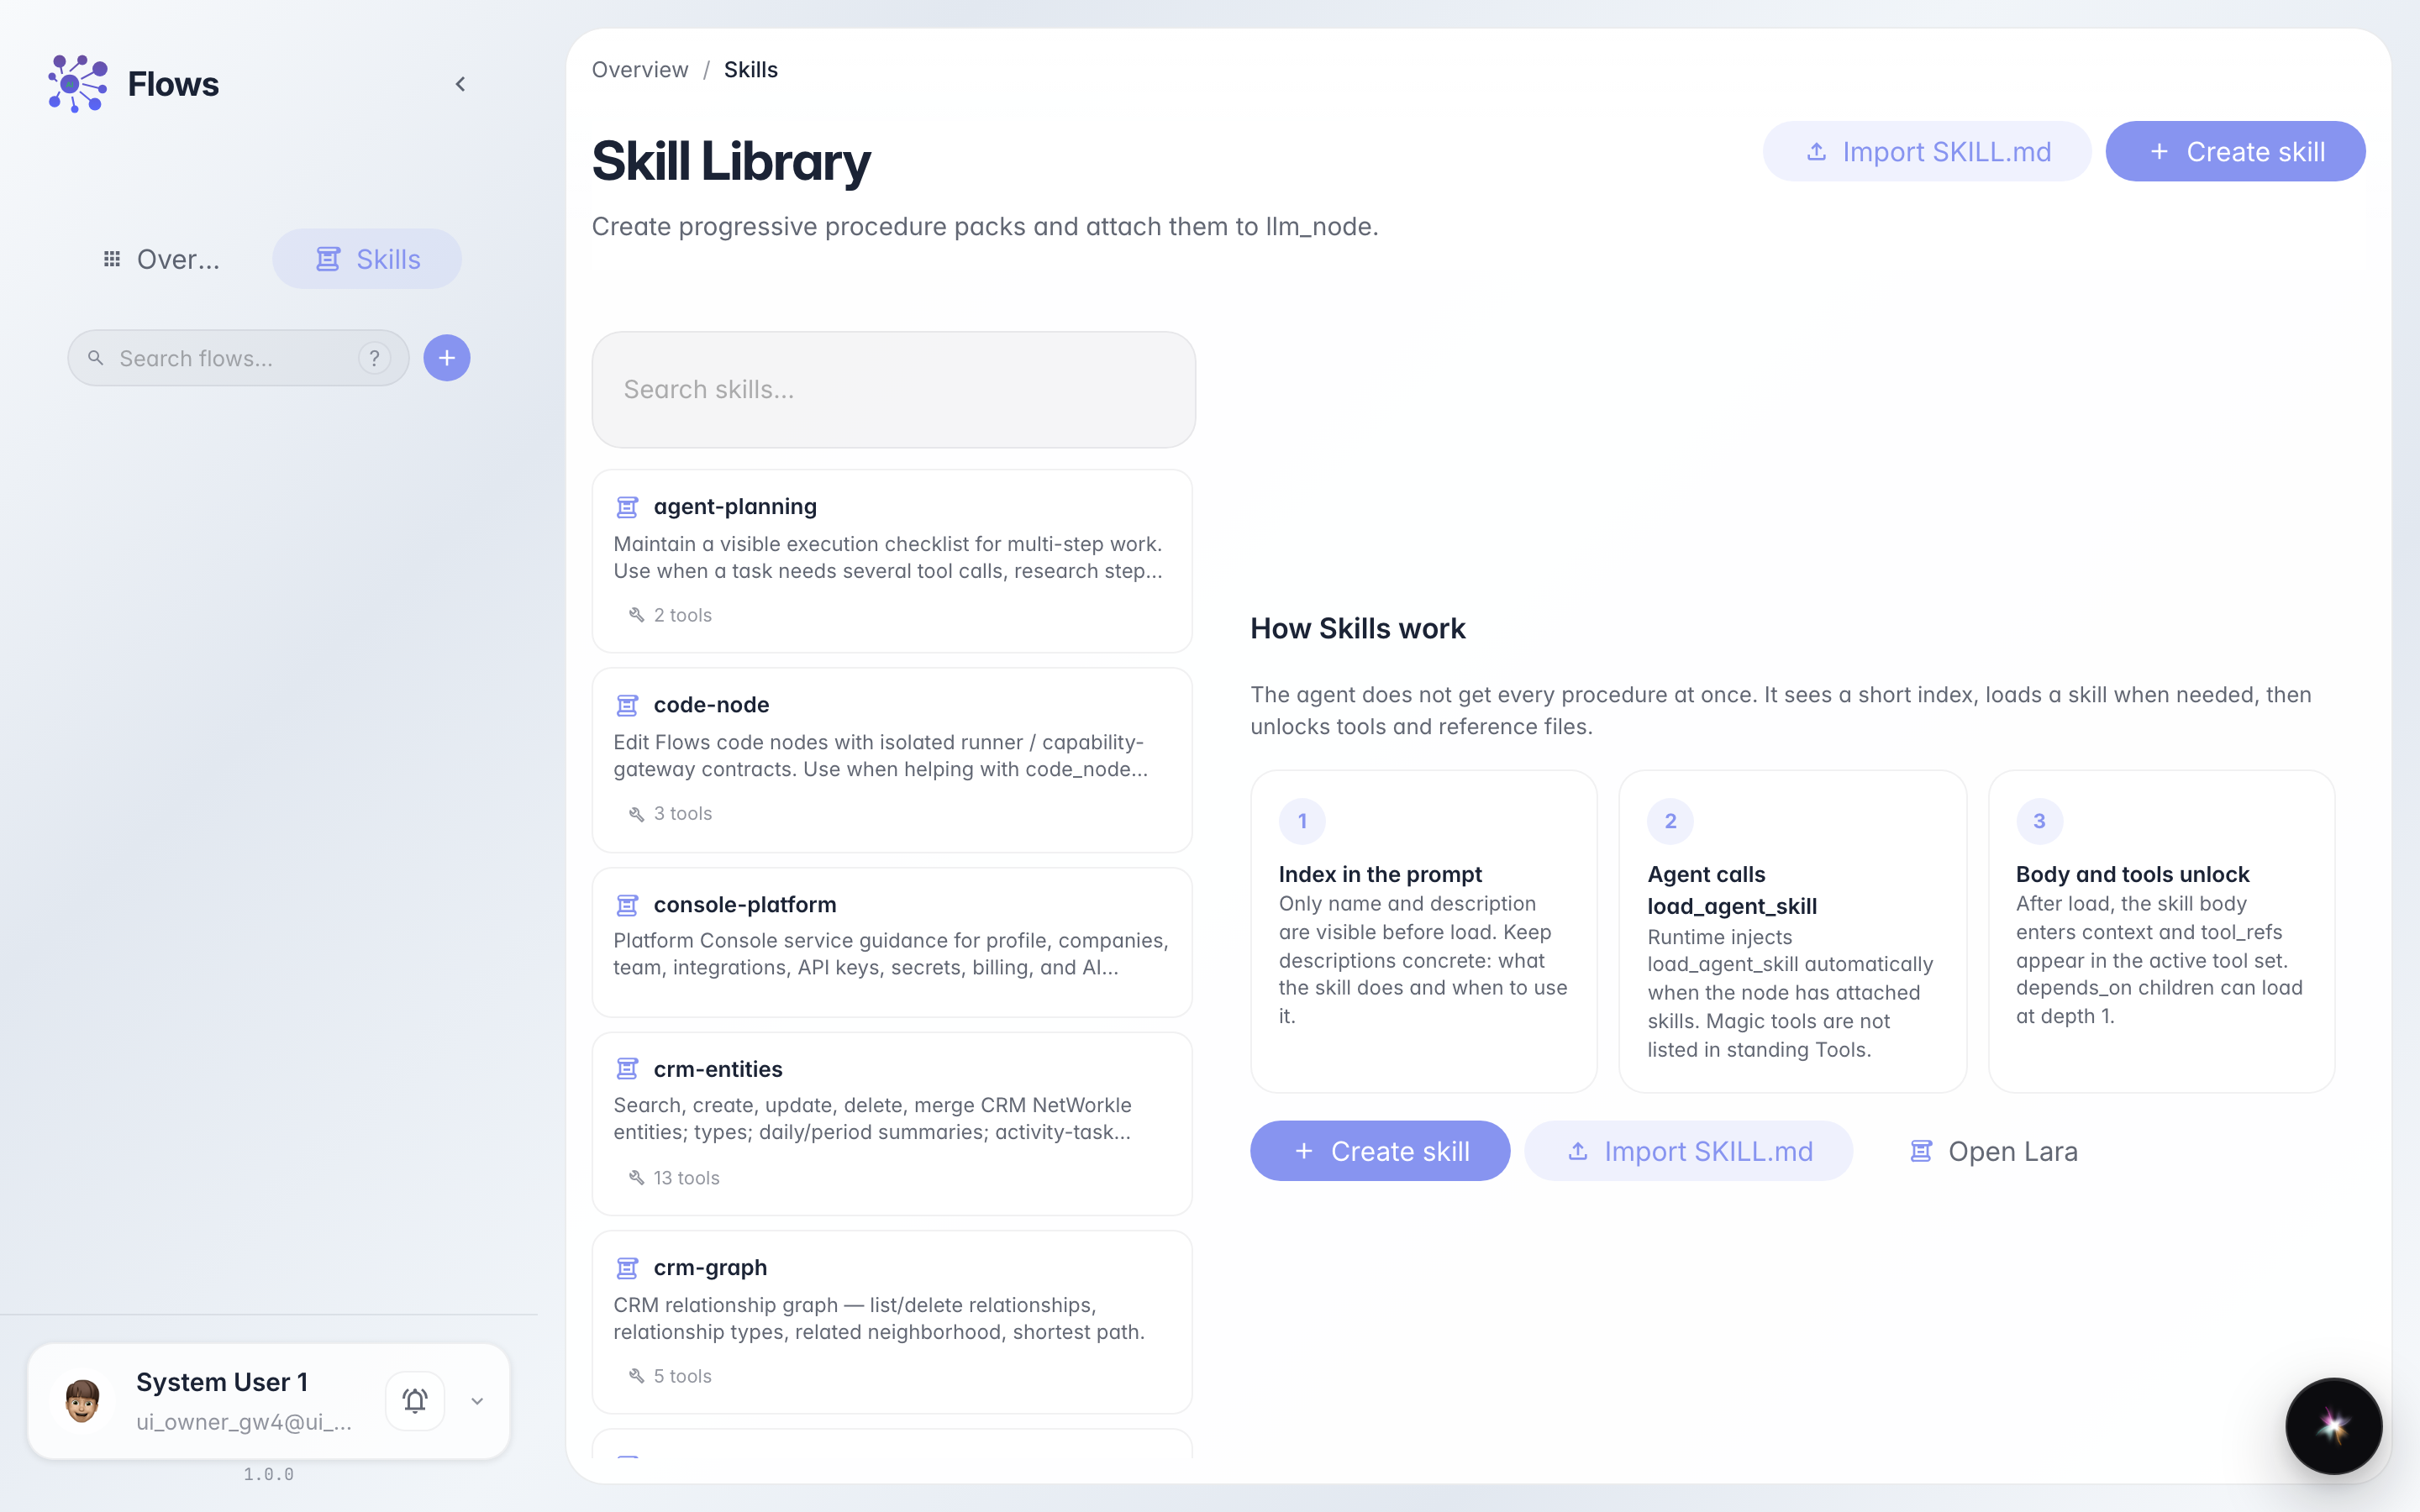 Flows
Over...
Skills
Search flows...
?
System User 1
ui_owner_gw4@ui_...
1.0.0
Overview / Skills
Skill Library
Create progressive procedure packs and attach them to llm_node.
Import SKILL.md
Create skill
Search skills...
agent-planning
Maintain a visible execution checklist for multi-step work.
Use when a task needs several tool calls, research step...
2 tools
code-node
Edit Flows code nodes with isolated runner / capability-
gateway contracts. Use when helping with code_node...
3 tools
console-platform
Platform Console service guidance for profile, companies,
team, integrations, API keys, secrets, billing, and AI...
crm-entities
Search, create, update, delete, merge CRM NetWorkle
entities; types; daily/period summaries; activity-task...
13 tools
crm-graph
CRM relationship graph — list/delete relationships,
relationship types, related neighborhood, shortest path.
5 tools
How Skills work
The agent does not get every procedure at once. It sees a short index, loads a skill when needed, then
unlocks tools and reference files.
1
Index in the prompt
Only name and description
are visible before load. Keep
descriptions concrete: what
the skill does and when to use
it.
2
Agent calls
load_agent_skill
Runtime injects
load_agent_skill automatically
when the node has attached
skills. Magic tools are not
listed in standing Tools.
3
Body and tools unlock
After load, the skill body
enters context and tool_refs
appear in the active tool set.
depends_on children can load
at depth 1.
Create skill
Import SKILL.md
Open Lara